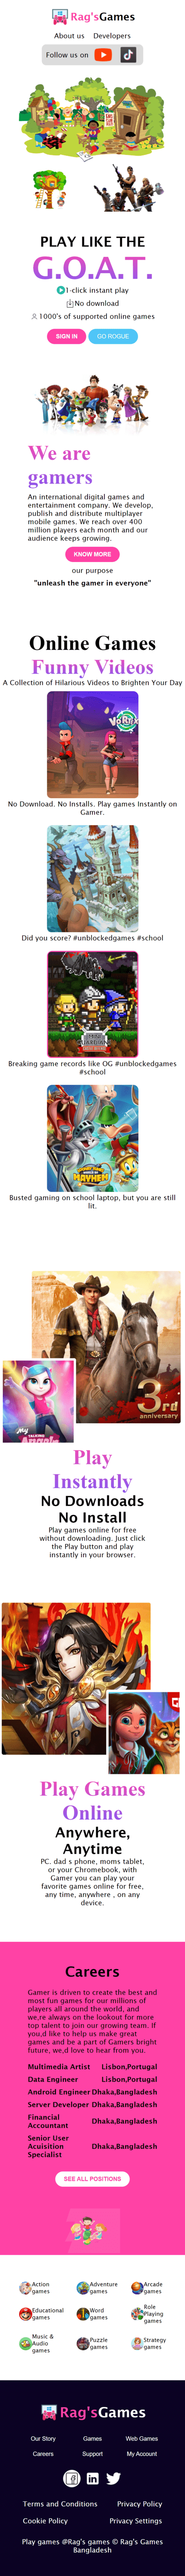 Rag'sGames
About us Developers
Follow us on
PLAY LIKE THE
G.O.A.T.
1-click instant play
No download
1000's of supported online games
SIGN IN GO ROGUE
We are
gamers
An international digital games and
entertainment company. We develop,
publish and distribute multiplayer
mobile games. We reach over 400
million players each month and our
audience keeps growing.
KNOW MORE
our purpose
"unleash the gamer in everyone"
Online Games
Funny Videos
A Collection of Hilarious Videos to Brighten Your Day
No Download. No Installs. Play games Instantly on
Gamer.
Did you score? #unblockedgames #school
Breaking game records like OG #unblockedgames
#school
MAYHEM
Busted gaming on school laptop, but you are still
lit.
3rd
anniversary
My
TALKING
Play
Instantly
No Downloads
No Install
Play games online for free
without downloading. Just click
the Play button and play
instantly in your browser.
Play Games
Online
Anywhere,
Anytime
PC. dad s phone, moms tablet,
or your Chromebook, with
Gamer you can play your
favorite games online for free,
any time, anywhere , on any
device.
Careers
Gamer is driven to create the best and
most fun games for our millions of
players all around the world, and
we,re always on the lookout for more
top talent to join our growing team. If
you,d like to help us make great
games and be a part of Gamers bright
future, we,d love to hear from you.
Multimedia Artist Lisbon,Portugal
Data Engineer Lisbon,Portugal
Android Engineer Dhaka,Bangladesh
Server Developer Dhaka,Bangladesh
Financial
Accountant Dhaka,Bangladesh
Senior User
Acuisition
Specialist Dhaka,Bangladesh
SEE ALL POSITIONS
Action
games
Adventure
games
Arcade
games
Educational
games
Word
games
Role
Playing
games
Music &
Audio
games
Puzzle
games
Strategy
games
Rag'sGames
Our Story Games Web Games
Careers Support My Account
Terms and Conditions Privacy Policy
Cookie Policy Privacy Settings
Play games @Rag's games © Rag's Games
Bangladesh